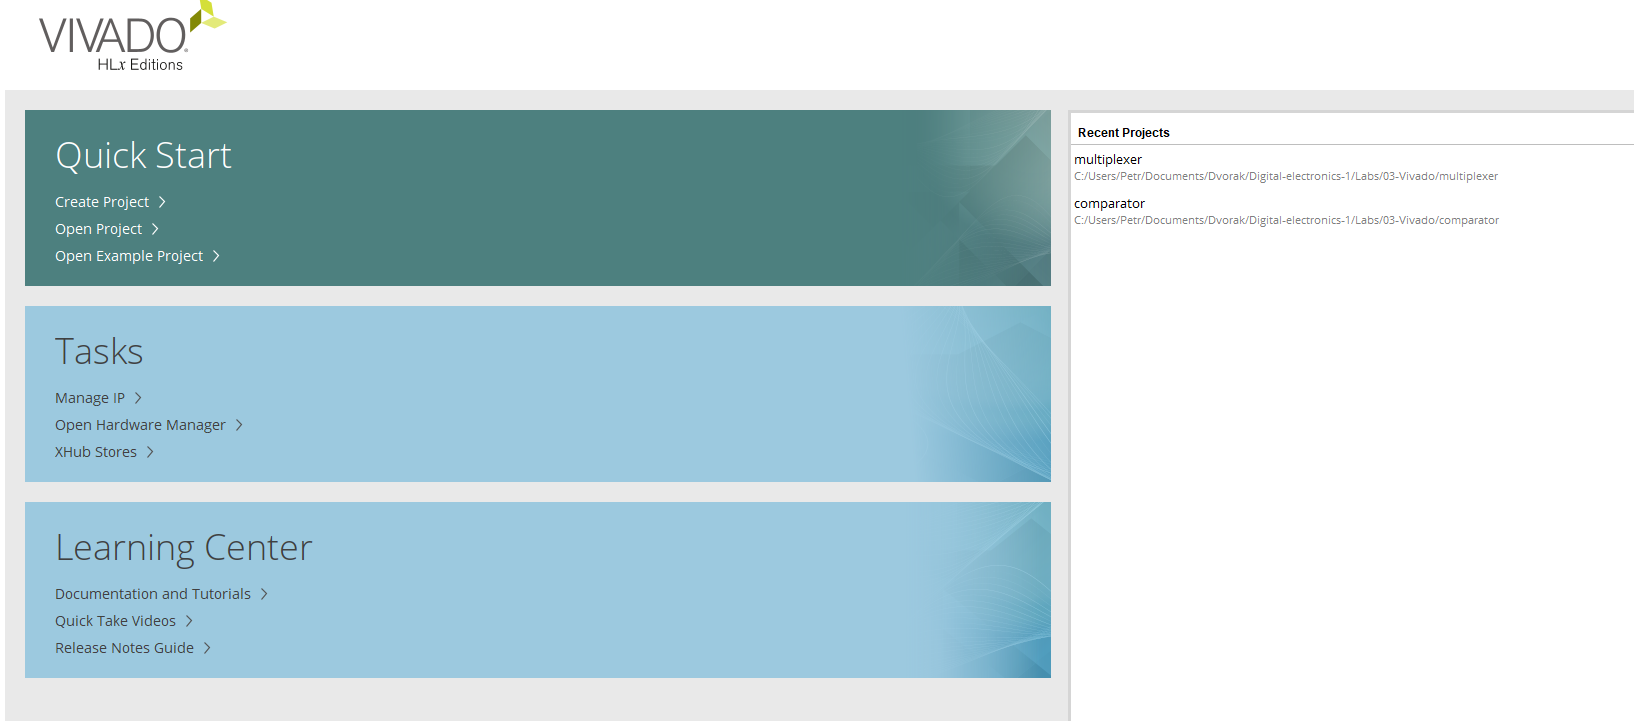 VIVADO
HLx Editions
Quick Start
Create Project
Open Project
Open Example Project
Tasks
Manage IP
Open Hardware Manager
XHub Stores
Learning Center
Documentation and Tutorials
Quick Take Videos
Release Notes Guide
Recent Projects
multiplexer
C:/Users/Petr/Documents/Dvorak/Digital-electronics-1/Labs/03-Vivado/multiplexer
comparator
C:/Users/Petr/Documents/Dvorak/Digital-electronics-1/Labs/03-Vivado/comparator